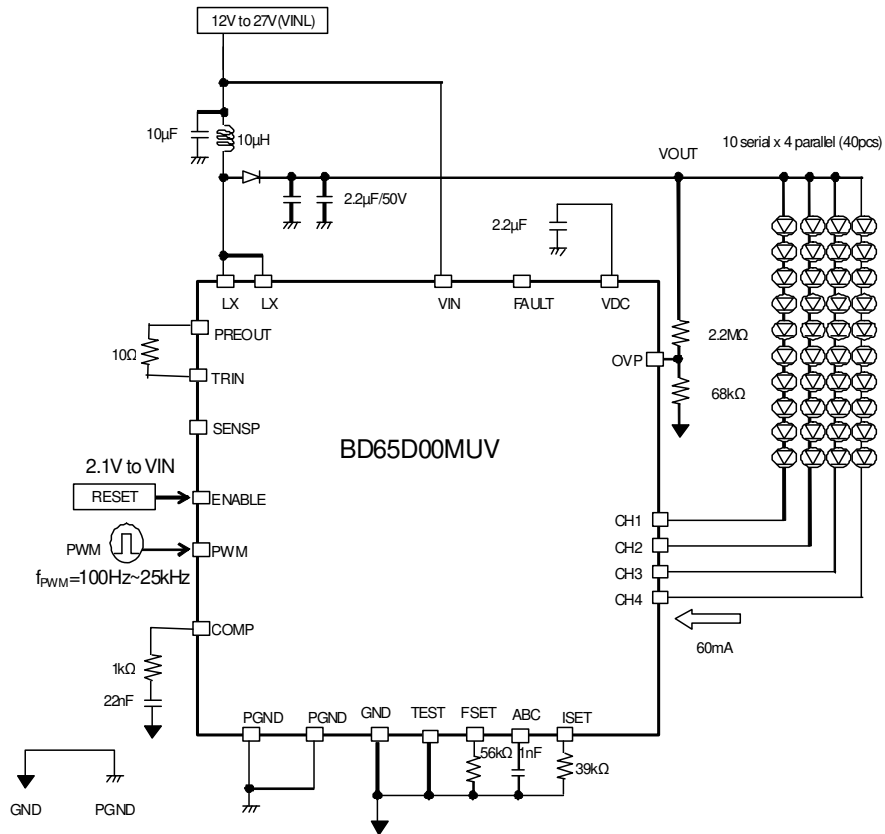 12V to 27V(VINL)
10µF
10µH
VOUT
10 serial x 4 parallel (40pcs)
2.2µF/50V
2.2µF
LX
LX
VIN
FAULT
VDC
PREOUT
10Ω
TRIN
OVP
2.2MΩ
68kΩ
SENSP
BD65D00MUV
2.1V to VIN
RESET
ENABLE
PWM
PWM
fPWM=100Hz~25kHz
CH1
CH2
CH3
CH4
60mA
COMP
1kΩ
22nF
PGND
PGND
GND
TEST
FSET
ABC
ISET
56kΩ
1nF
39kΩ
GND
PGND